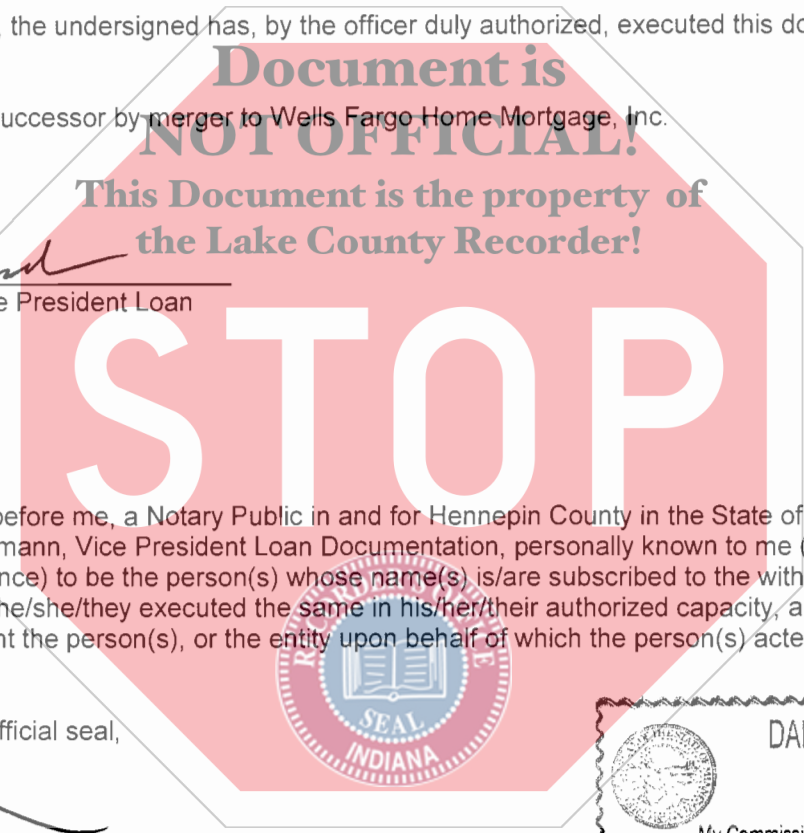 , the undersigned has, by the officer duly authorized, executed this do
Document is
uccessor by merger to Wells Fargo Home Mortgage, Inc.
NOT OFFICIAL!
This Document is the property of
the Lake County Recorder!
e President Loan
STOP
before me, a Notary Public in and for Hennepin County in the State of
mann, Vice President Loan Documentation, personally known to me (
nce) to be the person(s) whose name(s) is/are subscribed to the with
he/she/they executed the same in his/her/their authorized capacity, a
nt the person(s), or the entity upon behalf of which the person(s) acte
RECORDER'S OFFICE
SEAL
INDIANA
fficial seal,
DA
My Commissi